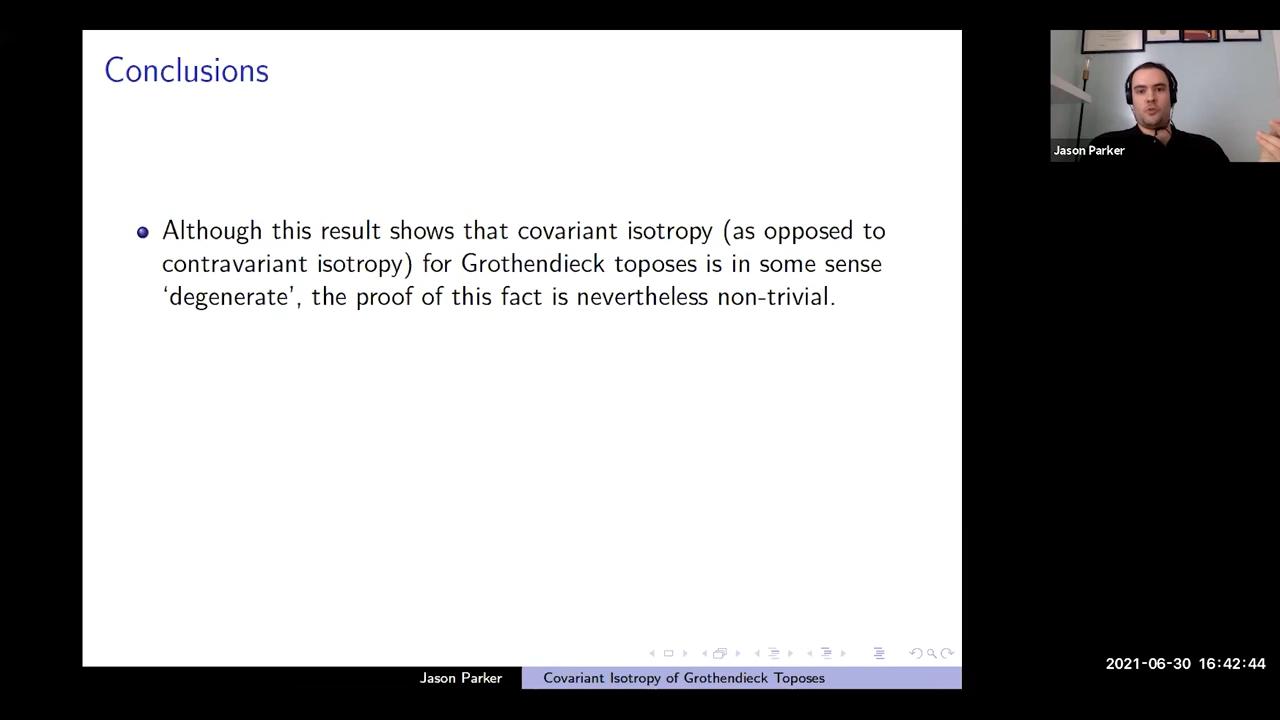 Conclusions
Although this result shows that covariant isotropy (as opposed to
contravariant isotropy) for Grothendieck toposes is in some sense
‘degenerate’, the proof of this fact is nevertheless non-trivial.
Jason Parker
Covariant Isotropy of Grothendieck Toposes
Jason Parker
2021-06-30 16:42:44